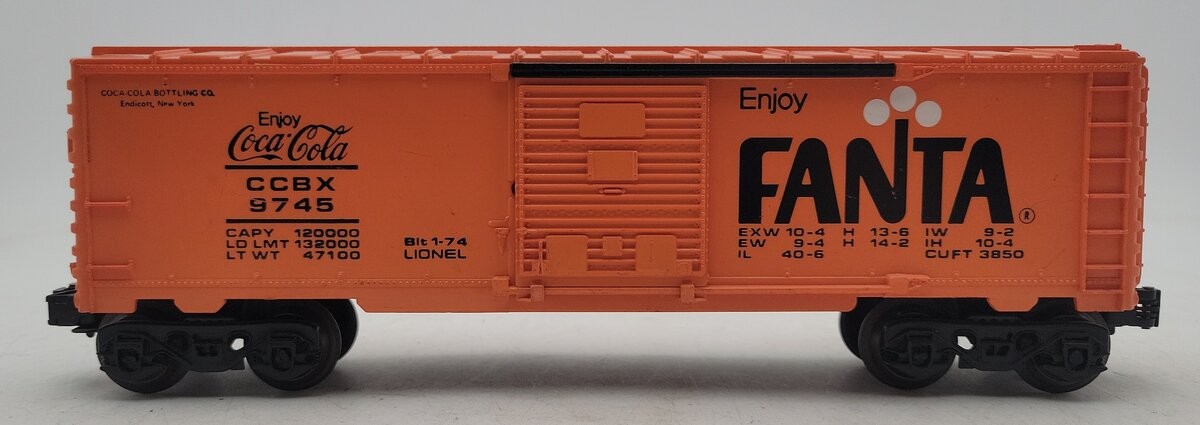 COCA-COLA BOTTLING CO.
Endicott, New York
Enjoy
Coca-Cola
CCBX
9745
CAPY 120000
LD LMT 132000
LT WT 47100
Blt 1-74
LIONEL
Enjoy
FANTA®
EXW 10-4 H 13-6 IW 9-2
EW 9-4 H 14-2 IH 10-4
IL 40-6 CUFT 3850